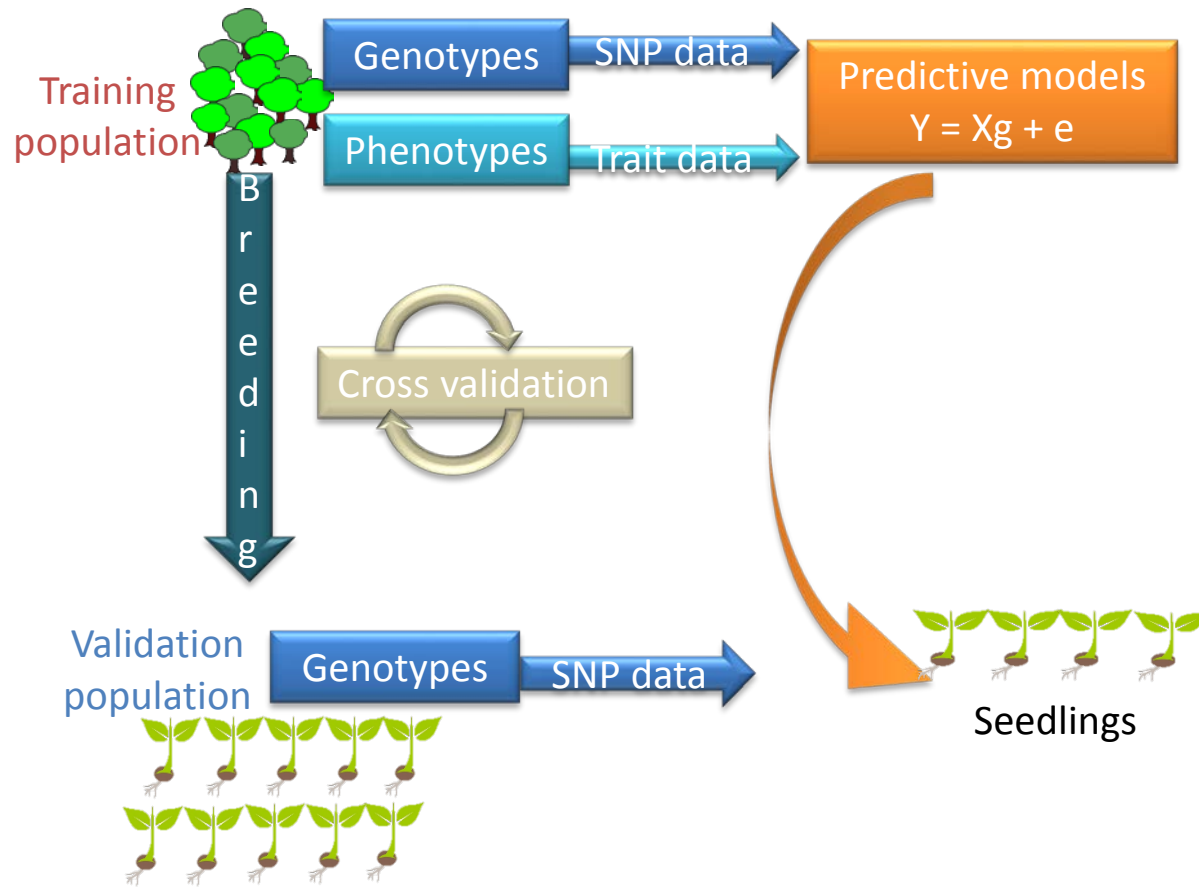 Training
population
Genotypes
SNP data
Phenotypes
Trait data
Predictive models
Y = Xg + e
Breeding
Cross validation
Validation
population
Genotypes
SNP data
Seedlings